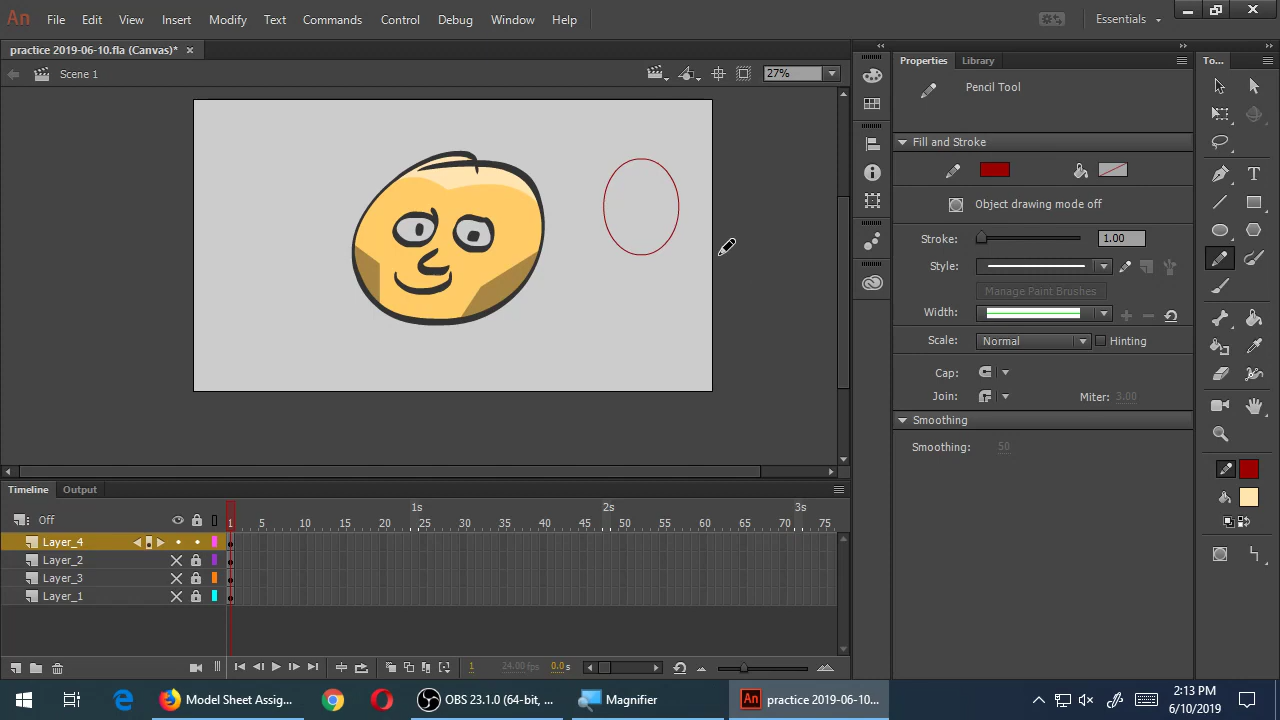 An File Edit View Insert Modify Text Commands Control Debug Window Help Essentials
practice 2019-06-10.fla (Canvas)* ×
Scene 1 27%
Properties Library To...
Pencil Tool
Fill and Stroke
Object drawing mode off
Stroke: 1.00
Style:
Manage Paint Brushes
Width:
Scale: Normal Hinting
Cap:
Join: Miter: 3.00
Smoothing
Smoothing: 50
Timeline Output
1s 2s 3s
Off 1 5 10 15 20 25 30 35 40 45 50 55 60 65 70 75
Layer_4
Layer_2
Layer_3
Layer_1
1 24.00 fps 0.0 s
Model Sheet Assig... OBS 23.1.0 (64-bit, ... Magnifier An practice 2019-06-10...
2:13 PM
6/10/2019